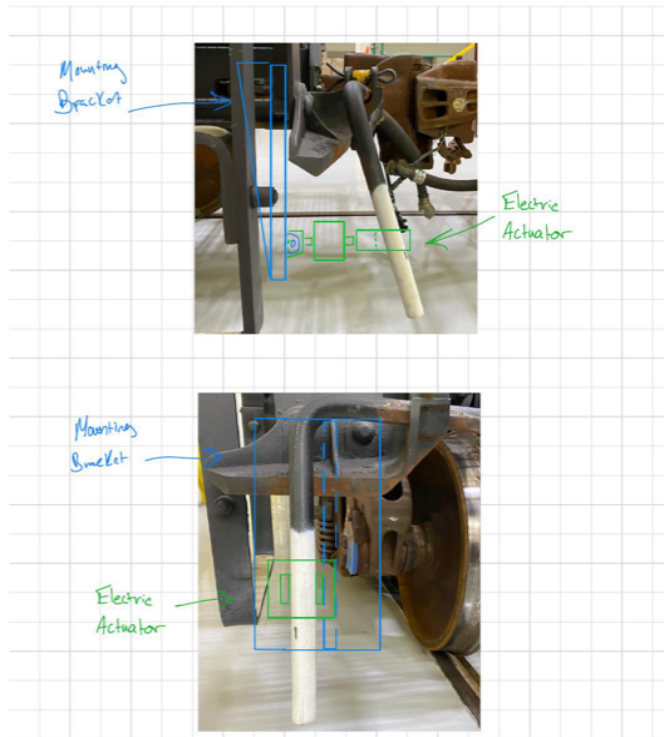 Mounting
Bracket
Electric
Actuator
Mounting
Bracket
Electric
Actuator